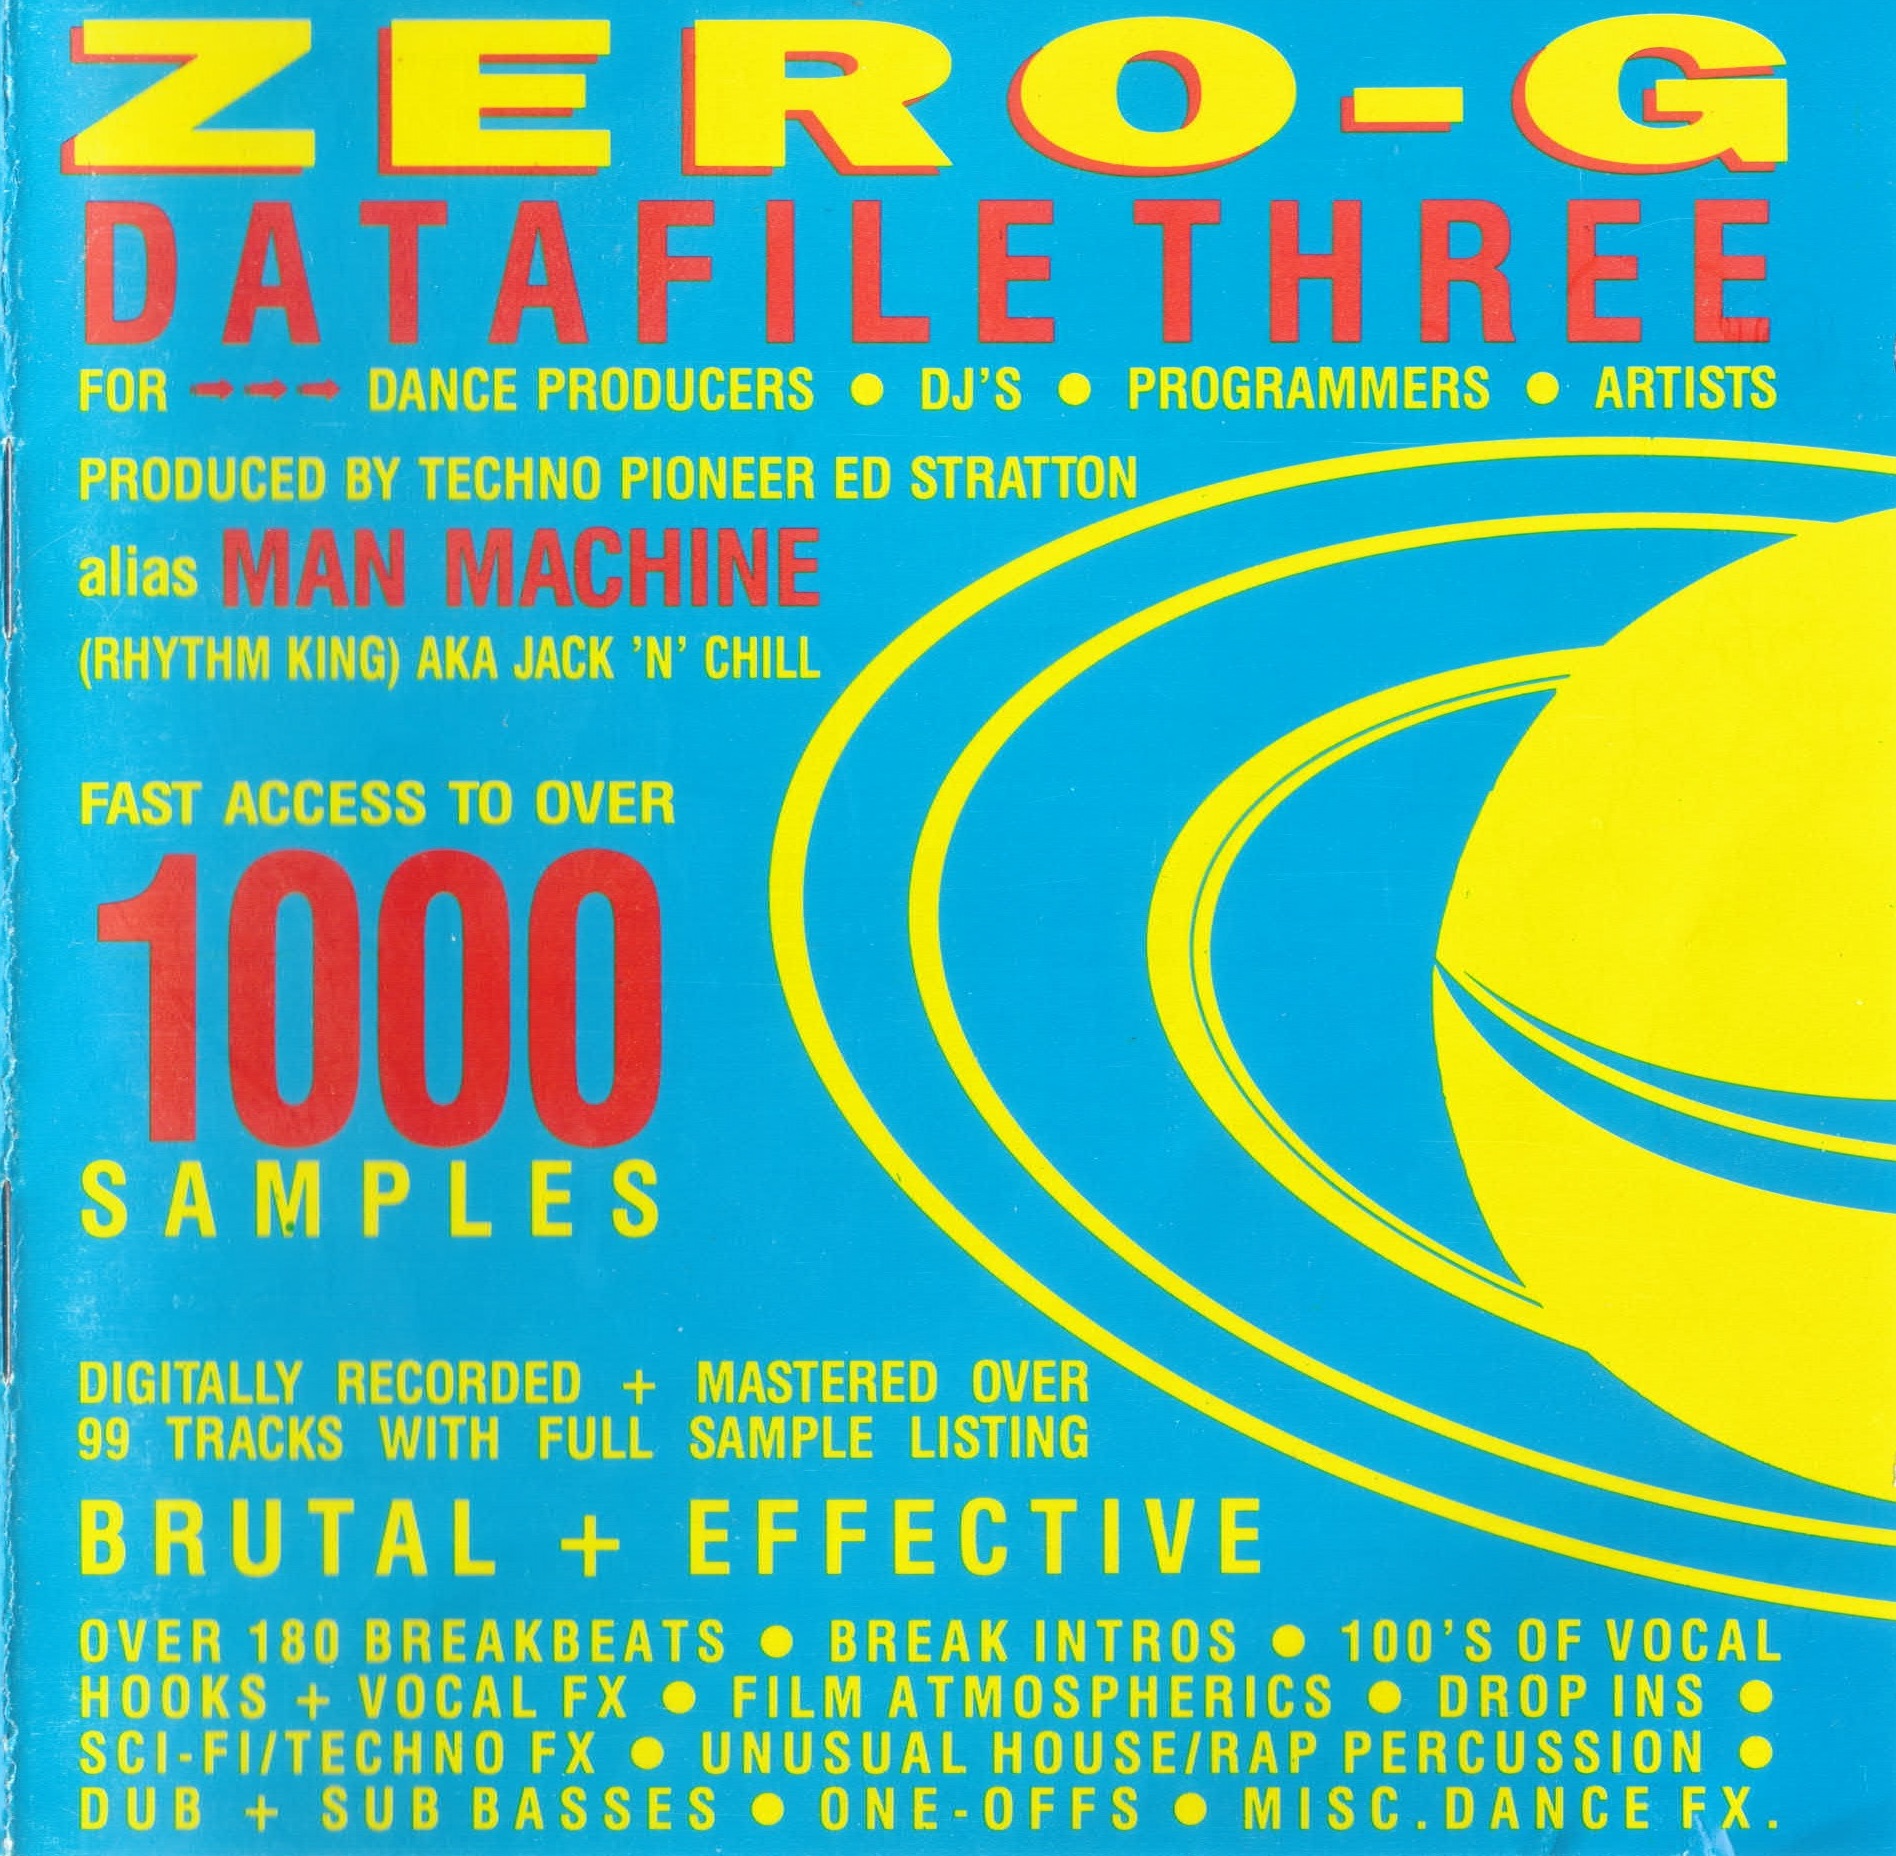 ZERO-G
DATAFILE THREE
FOR ➞➞➞ DANCE PRODUCERS ● DJ'S ● PROGRAMMERS ● ARTISTS
PRODUCED BY TECHNO PIONEER ED STRATTON
alias MAN MACHINE
(RHYTHM KING) AKA JACK 'N' CHILL
FAST ACCESS TO OVER
1000
SAMPLES
DIGITALLY RECORDED + MASTERED OVER
99 TRACKS WITH FULL SAMPLE LISTING
BRUTAL + EFFECTIVE
OVER 180 BREAKBEATS ● BREAK INTROS ● 100'S OF VOCAL
HOOKS + VOCAL FX ● FILM ATMOSPHERICS ● DROP INS ●
SCI-FI/TECHNO FX ● UNUSUAL HOUSE/RAP PERCUSSION ●
DUB + SUB BASSES ● ONE-OFFS ● MISC. DANCE FX.